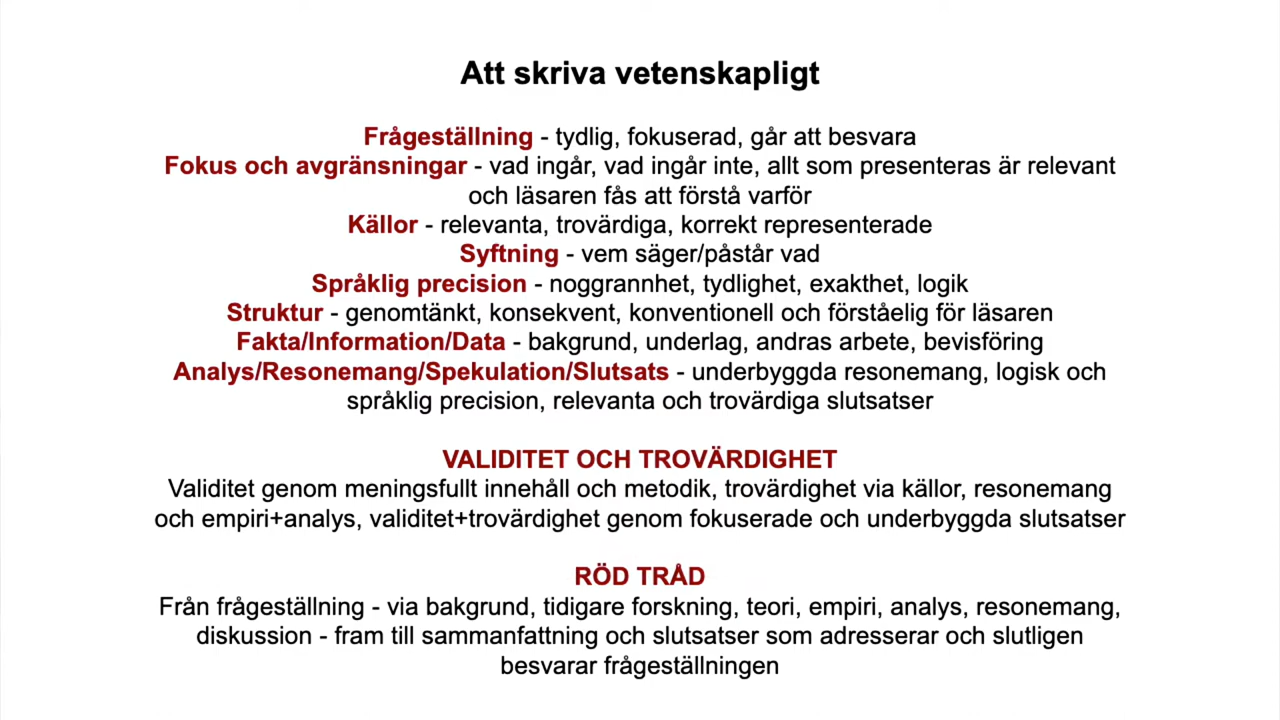 Att skriva vetenskapligt
Frågeställning - tydlig, fokuserad, går att besvara
Fokus och avgränsningar - vad ingår, vad ingår inte, allt som presenteras är relevant
och läsaren fås att förstå varför
Källor - relevanta, trovärdiga, korrekt representerade
Syftning - vem säger/påstår vad
Språklig precision - noggrannhet, tydlighet, exakthet, logik
Struktur - genomtänkt, konsekvent, konventionell och förståelig för läsaren
Fakta/Information/Data - bakgrund, underlag, andras arbete, bevisföring
Analys/Resonemang/Spekulation/Slutsats - underbyggda resonemang, logisk och
språklig precision, relevanta och trovärdiga slutsatser
VALIDITET OCH TROVÄRDIGHET
Validitet genom meningsfullt innehåll och metodik, trovärdighet via källor, resonemang
och empiri+analys, validitet+trovärdighet genom fokuserade och underbyggda slutsatser
RÖD TRÅD
Från frågeställning - via bakgrund, tidigare forskning, teori, empiri, analys, resonemang,
diskussion - fram till sammanfattning och slutsatser som adresserar och slutligen
besvarar frågeställningen